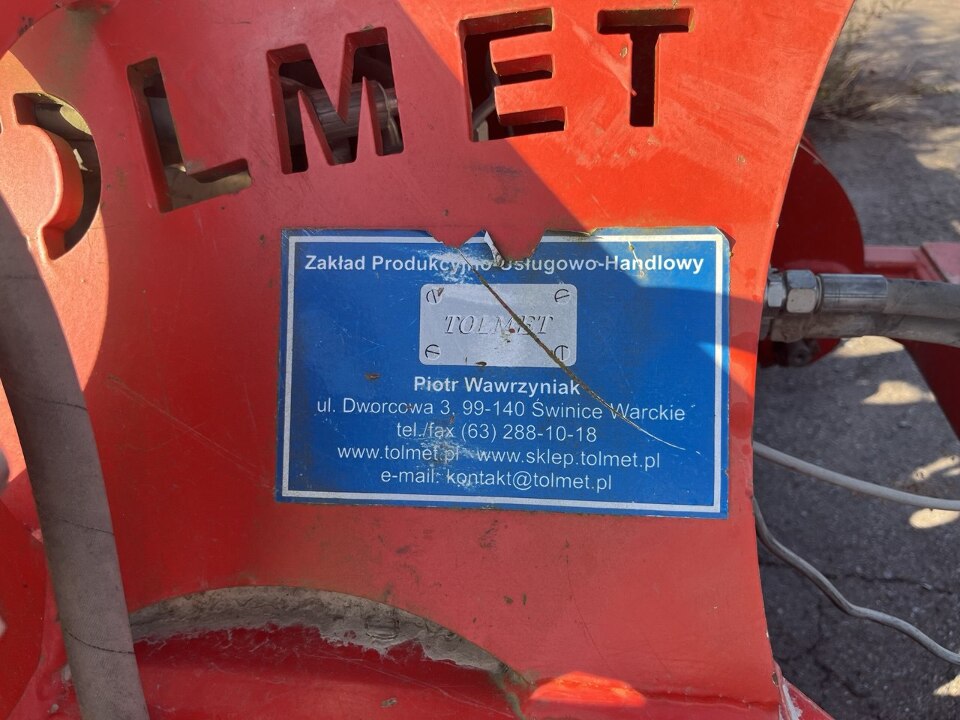 TOLMET
Zakład Produkcyjno-Usługowo-Handlowy
TOLMET
Piotr Wawrzyniak
ul. Dworcowa 3, 99-140 Świnice Warckie
tel./fax (63) 288-10-18
www.tolmet.pl www.sklep.tolmet.pl
e-mail: kontakt@tolmet.pl